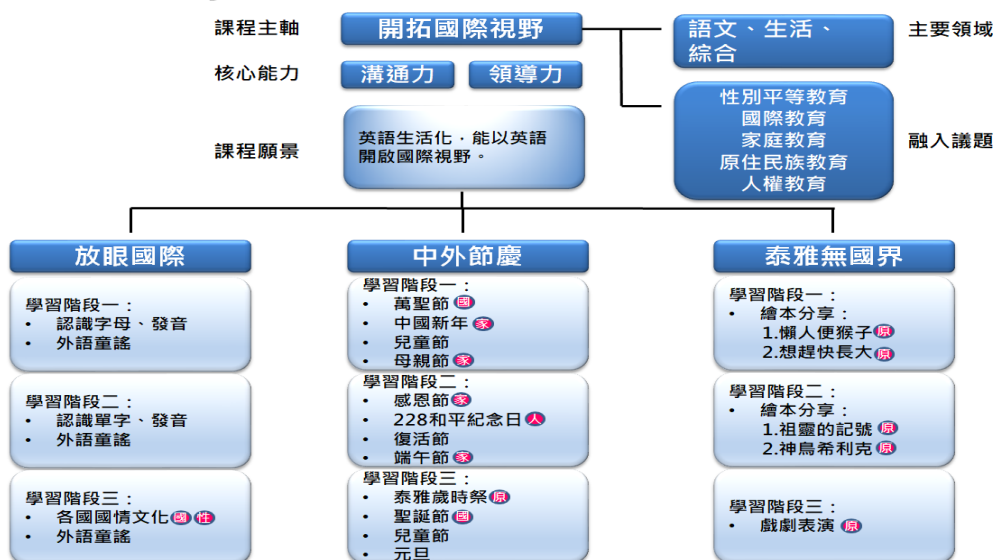 課程主軸
開拓國際視野
語文、生活、
綜合
主要領域
核心能力
溝通力
領導力
課程願景
英語生活化，能以英語
開啟國際視野。
性別平等教育
國際教育
家庭教育
原住民族教育
人權教育
融入議題
放眼國際
學習階段一：
• 認識字母、發音
• 外語童謠
學習階段二：
• 認識單字、發音
• 外語童謠
學習階段三：
• 各國國情文化 國 性
• 外語童謠
中外節慶
學習階段一：
• 萬聖節 國
• 中國新年 家
• 兒童節
• 母親節 家
學習階段二：
• 感恩節 家
• 228和平紀念日 人
• 復活節
• 端午節 家
學習階段三：
• 泰雅歲時祭 原
• 聖誕節 國
• 兒童節
• 元旦
泰雅無國界
學習階段一：
• 繪本分享：
1.懶人便猴子 原
2.想趕快長大 原
學習階段二：
• 繪本分享：
1.祖靈的記號 原
2.神鳥希利克 原
學習階段三：
• 戲劇表演 原